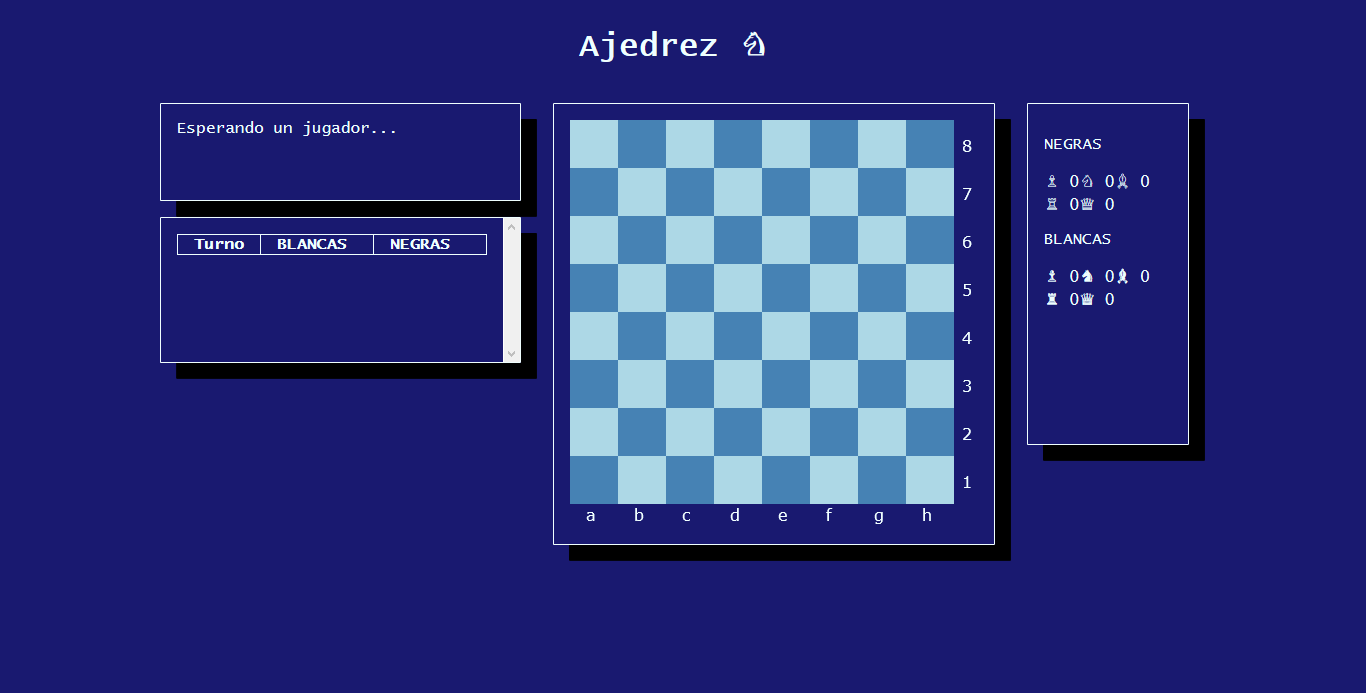 Ajedrez ♘
Esperando un jugador...
Turno BLANCAS NEGRAS
8
7
6
5
4
3
2
1
a b c d e f g h
NEGRAS
♗ 0♘ 0♗ 0
♖ 0♕ 0
BLANCAS
♝ 0♞ 0♝ 0
♜ 0♛ 0